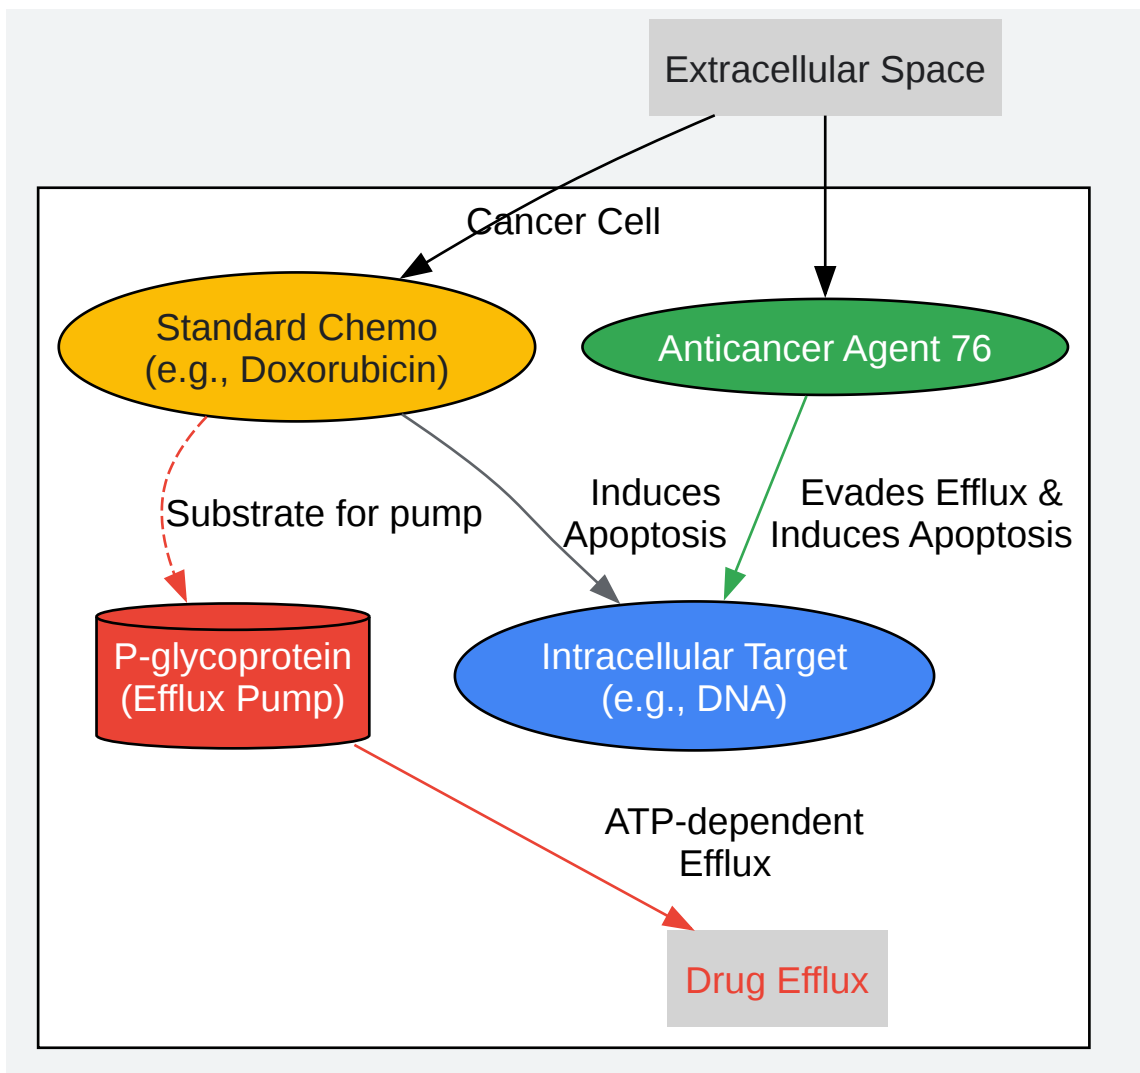 Extracellular Space
Cancer Cell
Standard Chemo
(e.g., Doxorubicin)
Anticancer Agent 76
Substrate for pump
Induces
Apoptosis
Evades Efflux &
Induces Apoptosis
P-glycoprotein
(Efflux Pump)
Intracellular Target
(e.g., DNA)
ATP-dependent
Efflux
Drug Efflux